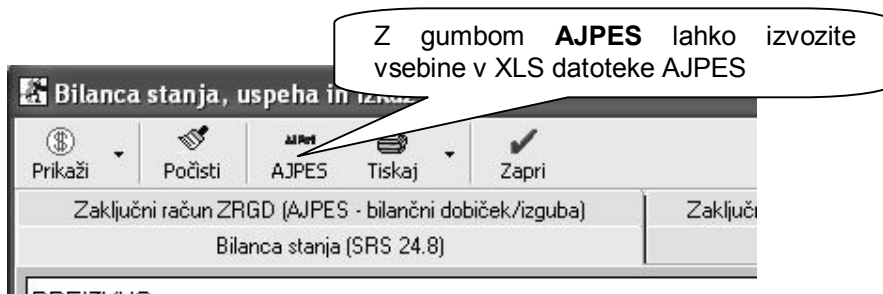 Z gumbom AJPES lahko izvozite
vsebine v XLS datoteke AJPES
Bilanca stanja, uspeha in
Prikaži Počisti AJPES Tiskaj Zapri
Zaključni račun ZRGD (AJPES - bilančni dobiček/izguba)
Bilanca stanja (SRS 24.8)